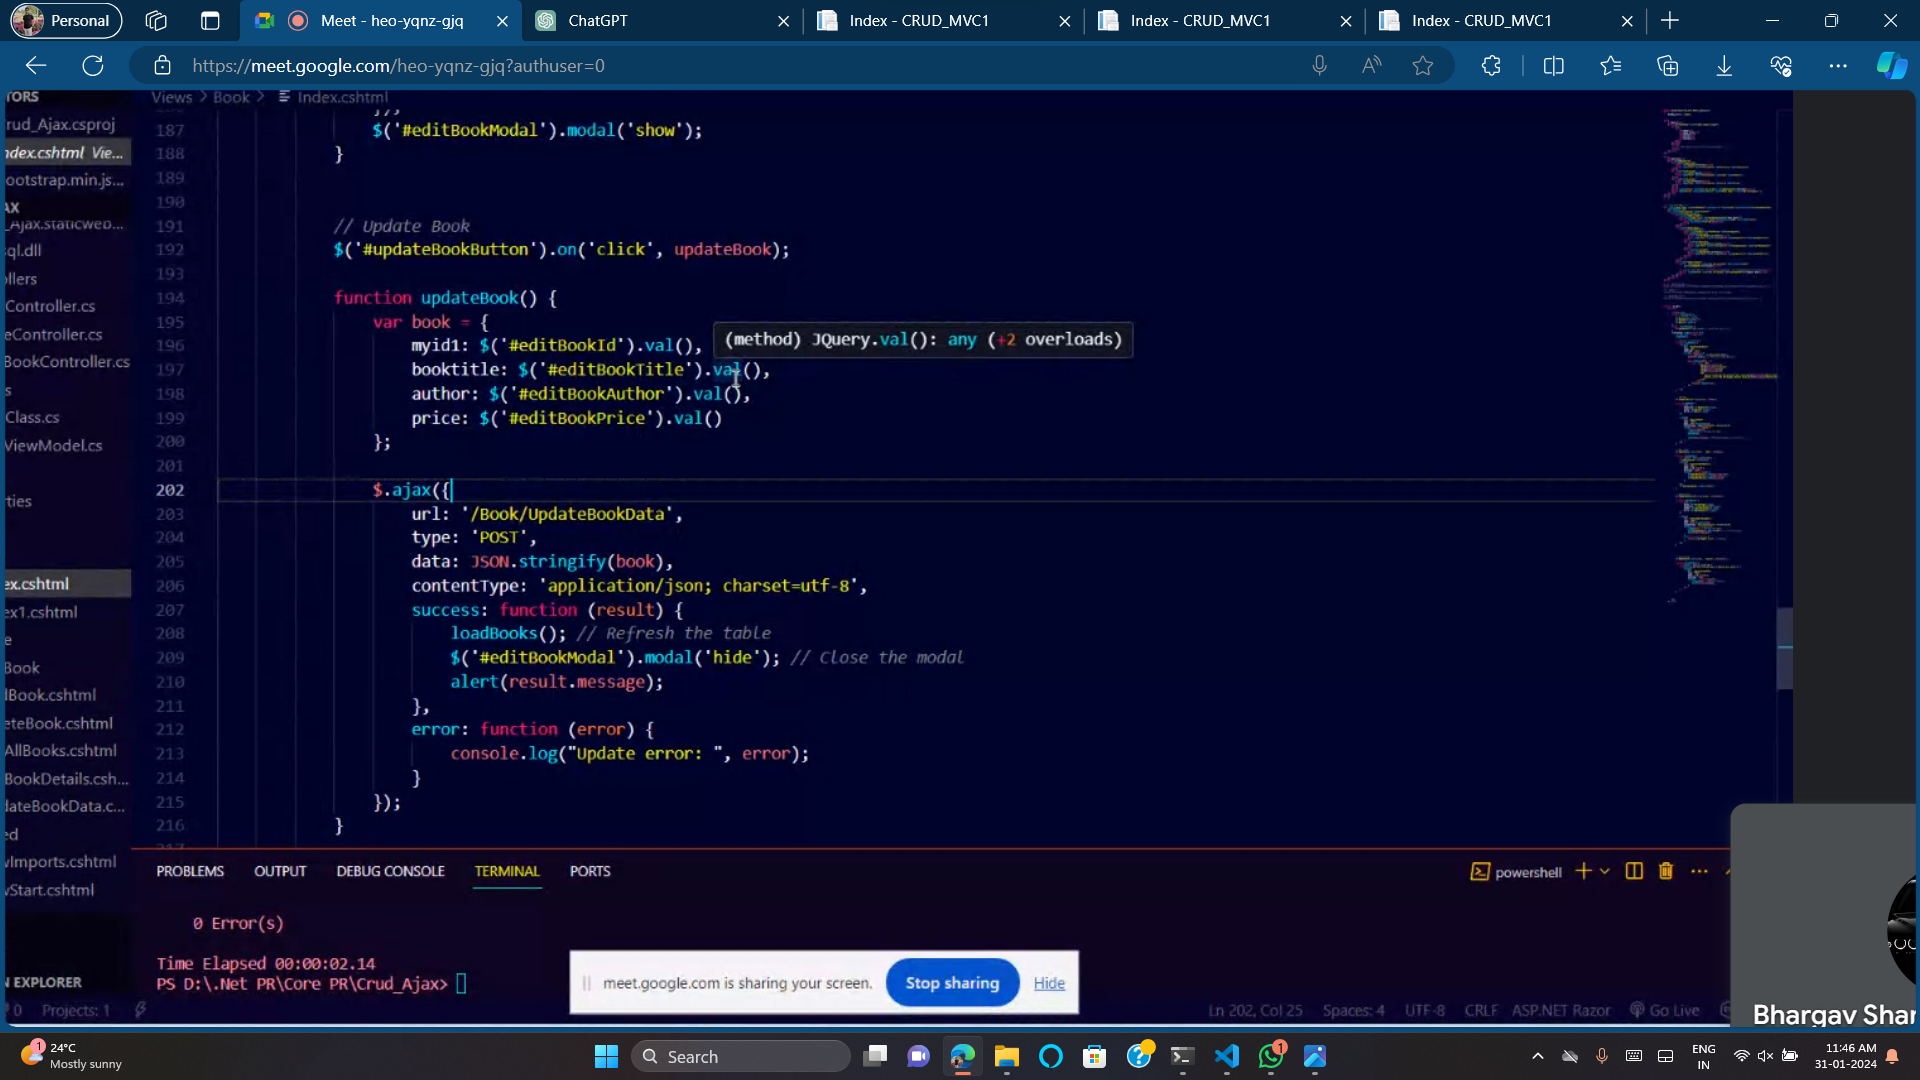 Personal
Meet - heo-yqnz-gjq
ChatGPT
Index - CRUD_MVC1
Index - CRUD_MVC1
Index - CRUD_MVC1
https://meet.google.com/heo-yqnz-gjq?authuser=0
TORS
Views > Book > Index.cshtml
rud_Ajax.csproj
ndex.cshtml Vie...
ootstrap.min.js...
AX
_Ajax.staticweb...
sql.dll
llers
Controller.cs
eController.cs
BookController.cs
s
Class.cs
ViewModel.cs
rties
ex.cshtml
ex1.cshtml
e
Book
dBook.cshtml
eteBook.cshtml
AllBooks.cshtml
BookDetails.csh...
dateBookData.c...
ed
wImports.cshtml
vStart.cshtml
N EXPLORER
187 $('#editBookModal').modal('show');
188 }
189
190
191 // Update Book
192 $('#updateBookButton').on('click', updateBook);
193
194 function updateBook() {
195 var book = {
196 myid1: $('#editBookId').val(),
(method) JQuery.val(): any (+2 overloads)
197 booktitle: $('#editBookTitle').val(),
198 author: $('#editBookAuthor').val(),
199 price: $('#editBookPrice').val()
200 };
201
202 $.ajax({
203 url: '/Book/UpdateBookData',
204 type: 'POST',
205 data: JSON.stringify(book),
206 contentType: 'application/json; charset=utf-8',
207 success: function (result) {
208 loadBooks(); // Refresh the table
209 $('#editBookModal').modal('hide'); // Close the modal
210 alert(result.message);
211 },
212 error: function (error) {
213 console.log("Update error: ", error);
214 }
215 });
216 }
PROBLEMS OUTPUT DEBUG CONSOLE TERMINAL PORTS
powershell
0 Error(s)
Time Elapsed 00:00:02.14
PS D:\.Net PR\Core PR\Crud_Ajax>
meet.google.com is sharing your screen. Stop sharing Hide
0 Projects: 1
Ln 202, Col 25 Spaces: 4 UTF-8 CRLF ASP.NET Razor Go Live
Bhargav Shar
1
24°C
Mostly sunny
Search
1
ENG
IN
11:46 AM
31-01-2024